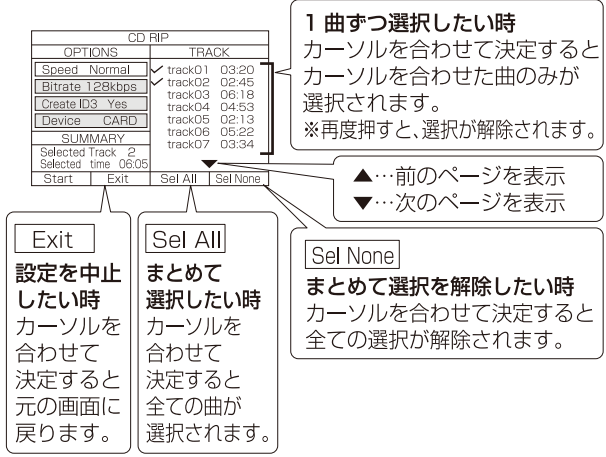 CD RIP
OPTIONS
Speed Normal
Bitrate 128kbps
Create ID3 Yes
Device CARD
SUMMARY
Selected Track 2
Selected time 06:05
TRACK
✓ track01 03:20
✓ track02 02:45
track03 06:18
track04 04:53
track05 02:13
track06 05:22
track07 03:34
▼
Start Exit Sel All Sel None
1曲ずつ選択したい時
カーソルを合わせて決定すると
カーソルを合わせた曲のみが
選択されます。
※再度押すと、選択が解除されます。
▲…前のページを表示
▼…次のページを表示
Exit
設定を中止
したい時
カーソルを
合わせて
決定すると
元の画面に
戻ります。
Sel All
まとめて
選択したい時
カーソルを
合わせて
決定すると
全ての曲が
選択されます。
Sel None
まとめて選択を解除したい時
カーソルを合わせて決定すると
全ての選択が解除されます。